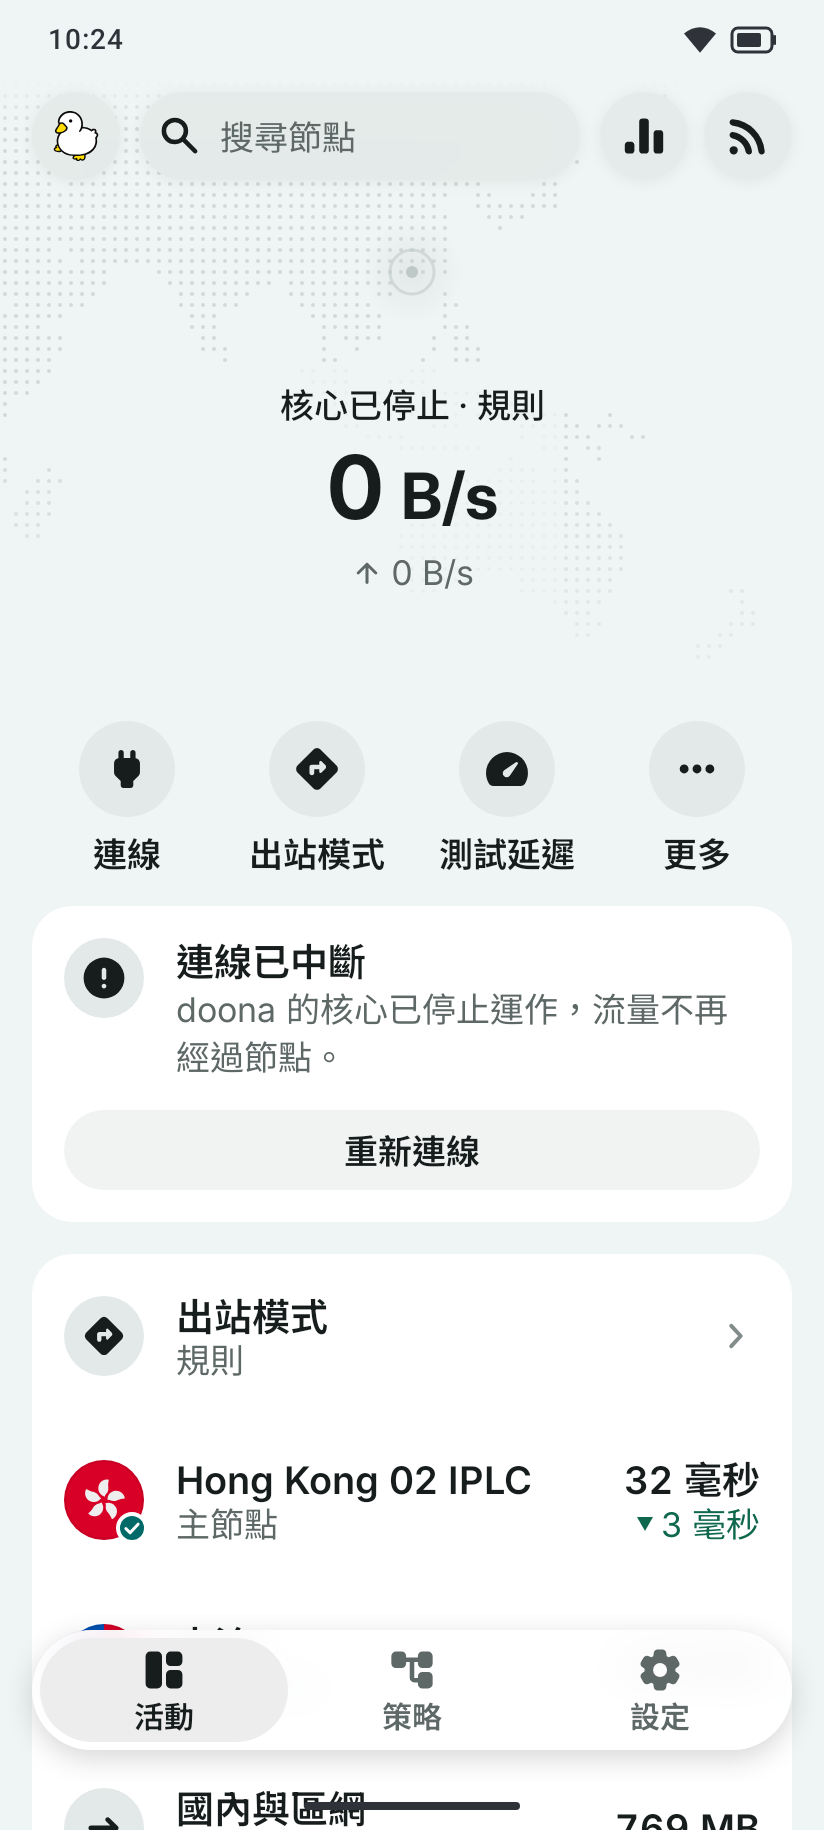 10:24
搜尋節點
核心已停止 · 規則
0 B/s
↑ 0 B/s
連線
出站模式
測試延遲
更多
連線已中斷
doona 的核心已停止運作，流量不再
經過節點。
重新連線
出站模式
規則
Hong Kong 02 IPLC
32 毫秒
主節點
▼3 毫秒
活動
策略
設定
國內與區網
769 MB